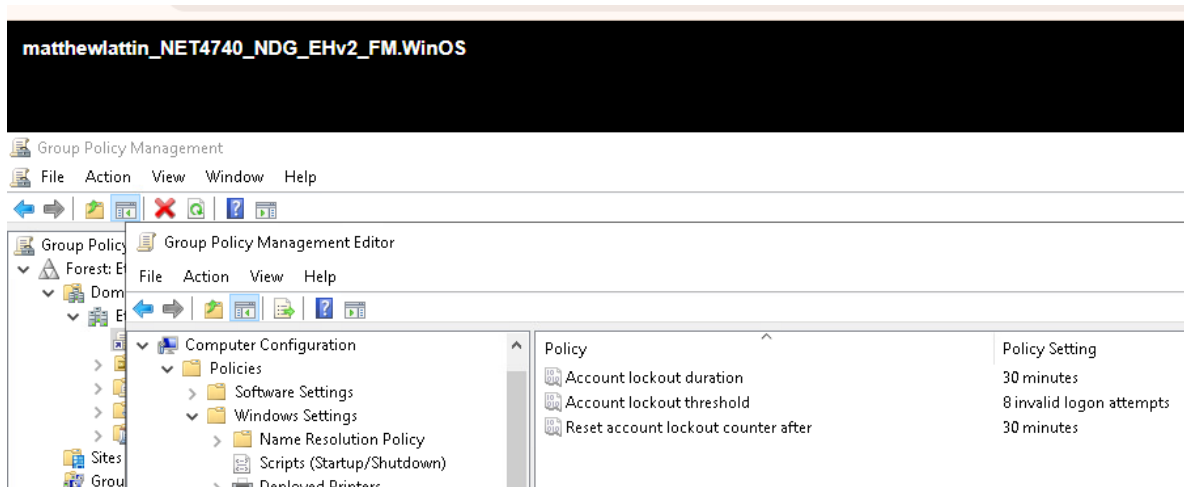 matthewlattin_NET4740_NDG_EHv2_FM.WinOS
Group Policy Management
File Action View Window Help
Group Policy Management Editor
File Action View Help
Group Policy
Forest: E
Dom
E
Sites
Grou
Computer Configuration
Policies
Software Settings
Windows Settings
Name Resolution Policy
Scripts (Startup/Shutdown)
Deployed Printers
Policy Policy Setting
Account lockout duration 30 minutes
Account lockout threshold 8 invalid logon attempts
Reset account lockout counter after 30 minutes